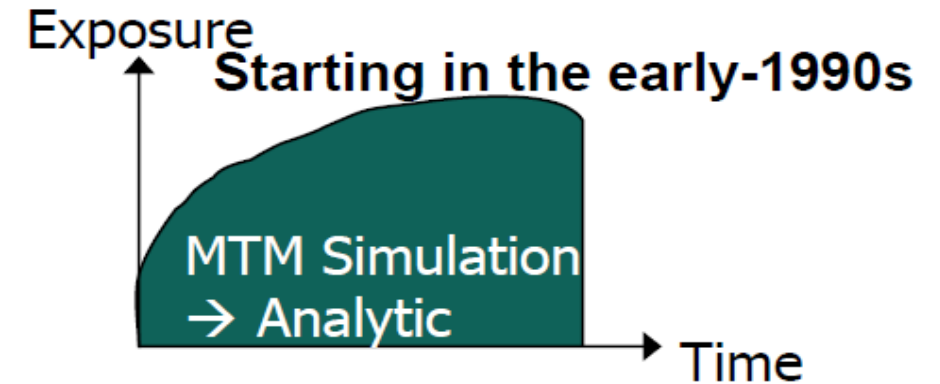 Exposure
Starting in the early-1990s
MTM Simulation
→ Analytic
Time